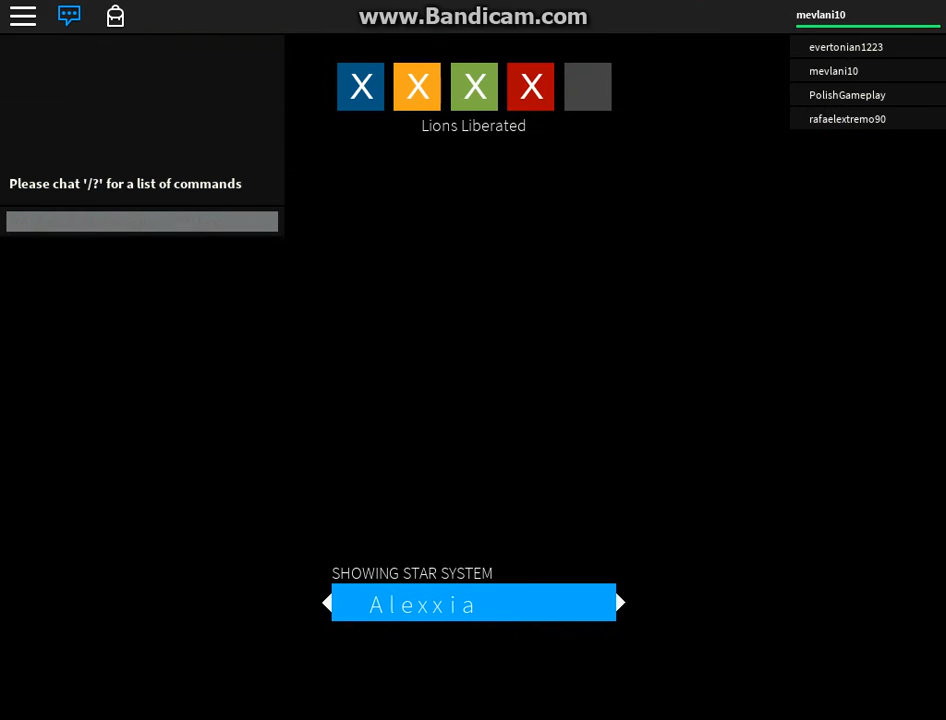 www.Bandicam.com
mevlani10
evertonian1223
mevlani10
PolishGameplay
rafaelextremo90
X X X X
Lions Liberated
Please chat '/?' for a list of commands
SHOWING STAR SYSTEM
Alexxia